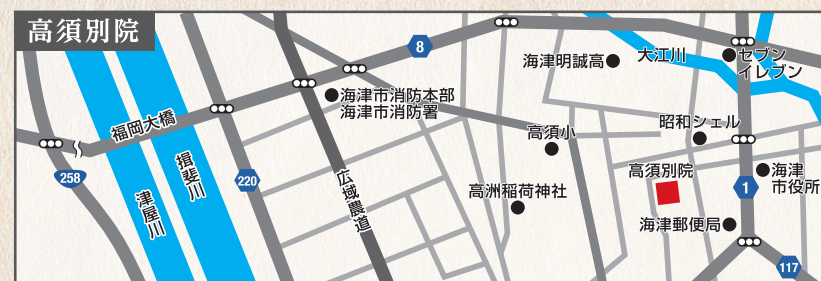 高須別院
8
海津明誠高
大江川
セブン
イレブン
海津市消防本部
海津市消防署
福岡大橋
昭和シェル
高須小
258
揖斐川
津屋川
220
広域農道
高須別院
海津
市役所
1
高洲稲荷神社
海津郵便局
117